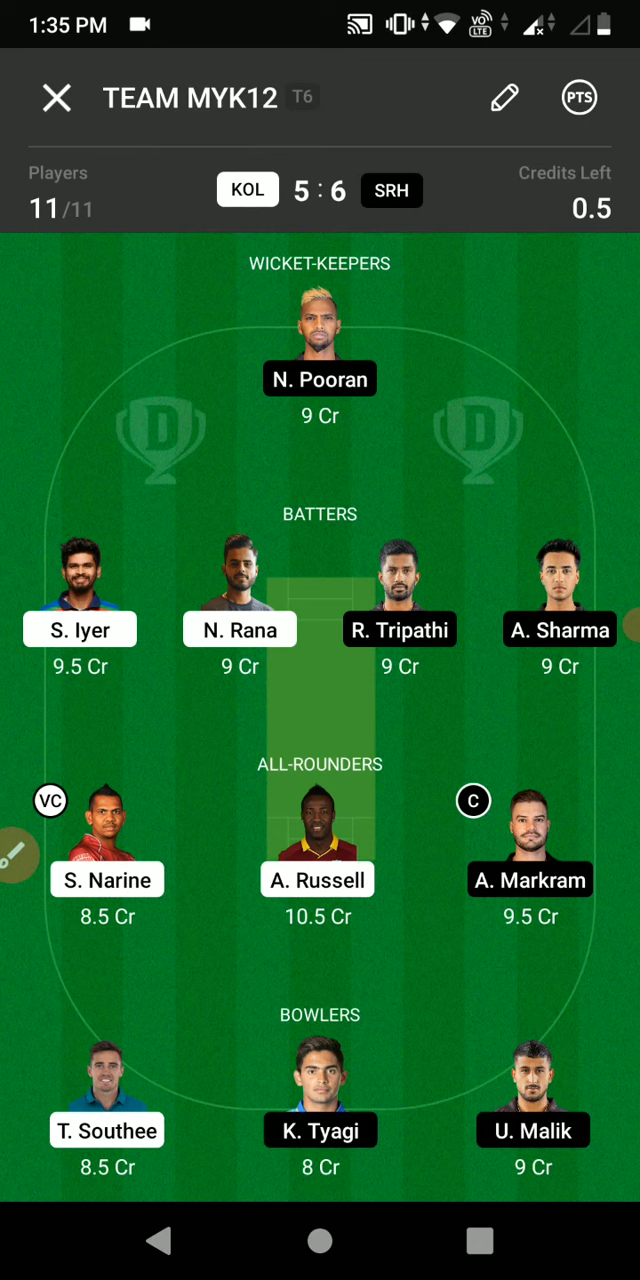 1:35 PM
VO LTE
TEAM MYK12 T6 PTS
Players Credits Left
11/11 KOL 5 : 6 SRH 0.5
WICKET-KEEPERS
D D
N. Pooran
9 Cr
BATTERS
S. Iyer N. Rana R. Tripathi A. Sharma
9.5 Cr 9 Cr 9 Cr 9 Cr
ALL-ROUNDERS
VC C
S. Narine A. Russell A. Markram
8.5 Cr 10.5 Cr 9.5 Cr
BOWLERS
T. Southee K. Tyagi U. Malik
8.5 Cr 8 Cr 9 Cr